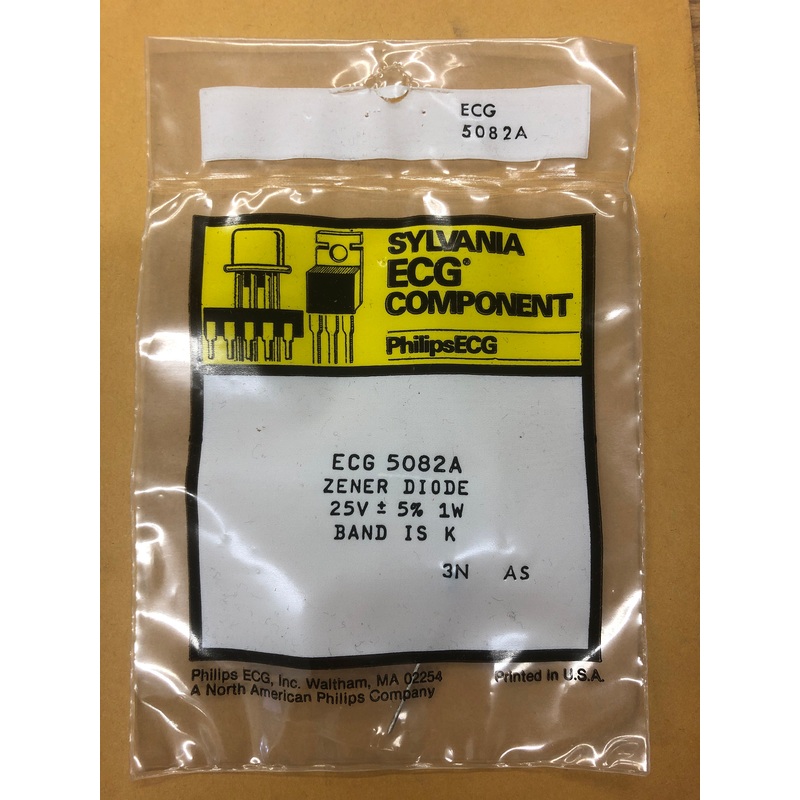 ECG
5082A
SYLVANIA
ECG®
COMPONENT
PhilipsECG
ECG 5082A
ZENER DIODE
25V ± 5% 1W
BAND IS K
3N AS
Philips ECG, Inc. Waltham, MA 02254
A North American Philips Company
Printed in U.S.A.